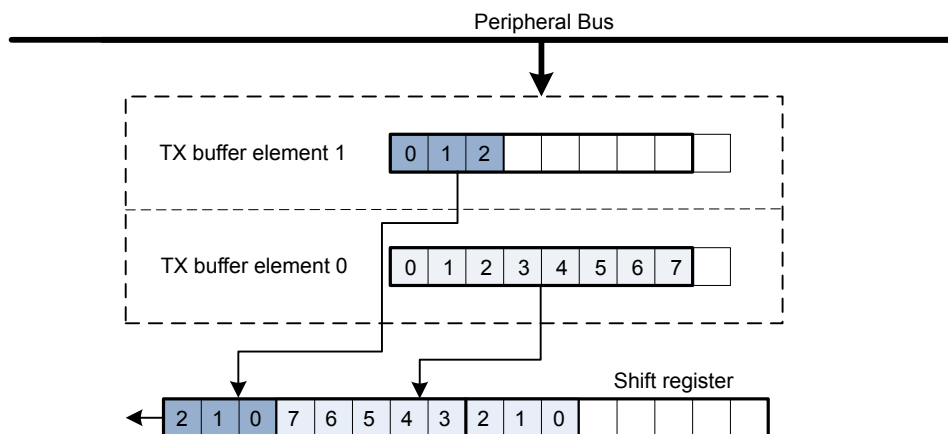 Peripheral Bus
TX buffer element 1 0 1 2
TX buffer element 0 0 1 2 3 4 5 6 7
Shift register
2 1 0 7 6 5 4 3 2 1 0